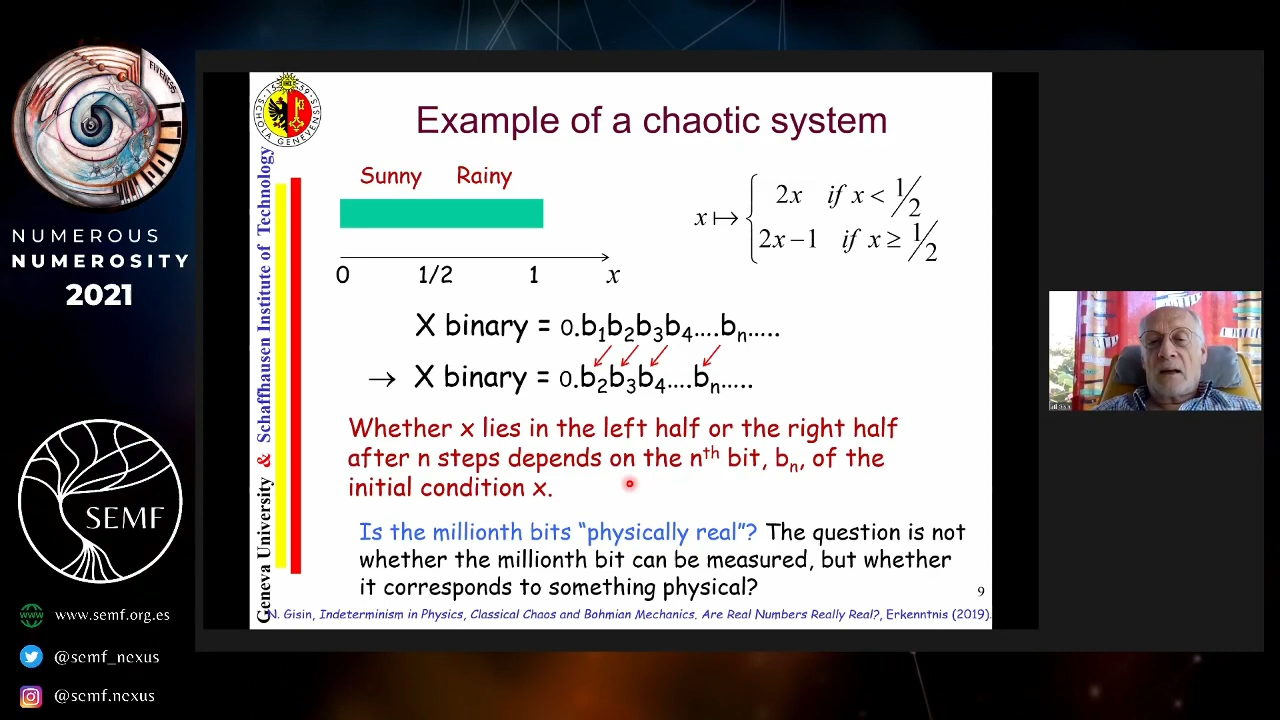 FIVENESS
NUMEROUS
NUMEROSITY
2021
SEMF
www.semf.org.es
@semf_nexus
@semf.nexus
SCHOLA GENEVENSIS 1559
Geneva University & Schaffhausen Institute of Technology
Example of a chaotic system
Sunny Rainy
0 1/2 1 x
x ↦ { 2x if x < 1/2
2x − 1 if x ≥ 1/2
X binary = 0.b₁b₂b₃b₄....bₙ.....
→ X binary = 0.b₂b₃b₄....bₙ.....
Whether x lies in the left half or the right half
after n steps depends on the nᵗʰ bit, bₙ, of the
initial condition x.
Is the millionth bits “physically real”? The question is not
whether the millionth bit can be measured, but whether
it corresponds to something physical?
9
N. Gisin, Indeterminism in Physics, Classical Chaos and Bohmian Mechanics. Are Real Numbers Really Real?, Erkenntnis (2019).